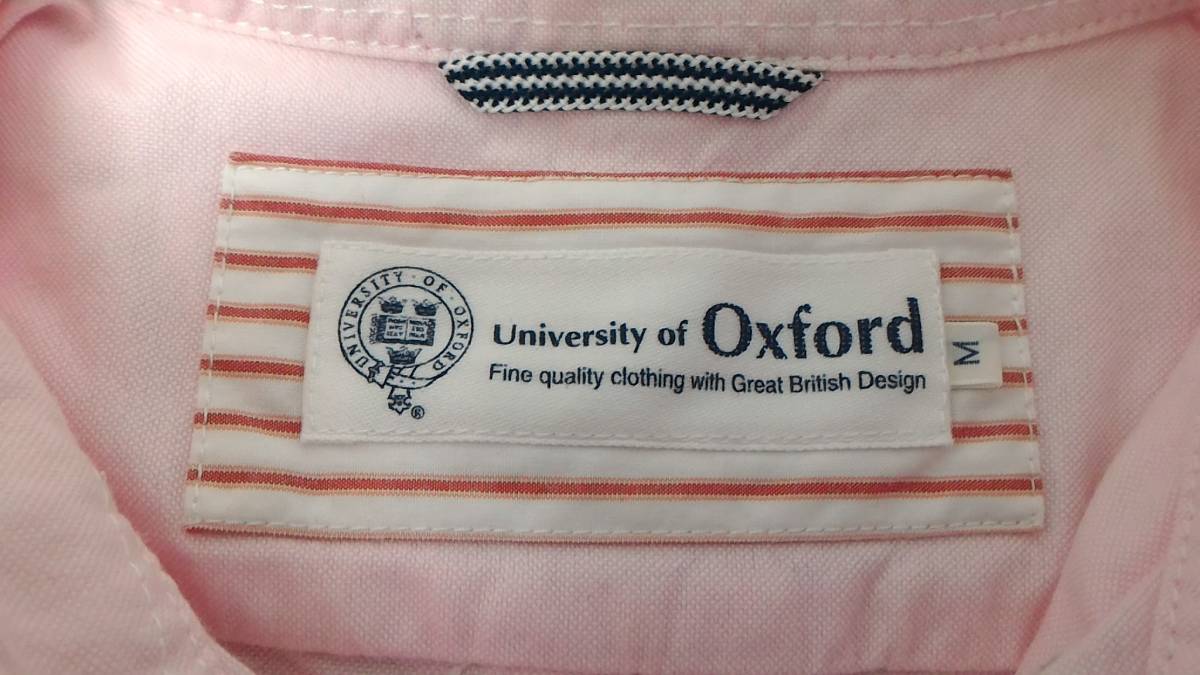 UNIVERSITY · OF · OXFORD
®
University of Oxford
Fine quality clothing with Great British Design
M